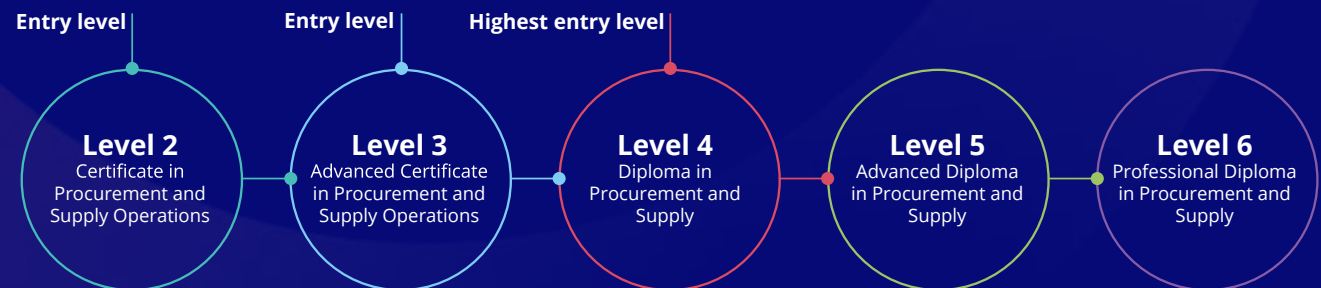 Entry level
Entry level
Highest entry level
Level 2
Certificate in
Procurement and
Supply Operations
Level 3
Advanced Certificate
in Procurement and
Supply Operations
Level 4
Diploma in
Procurement and
Supply
Level 5
Advanced Diploma
in Procurement and
Supply
Level 6
Professional Diploma
in Procurement and
Supply